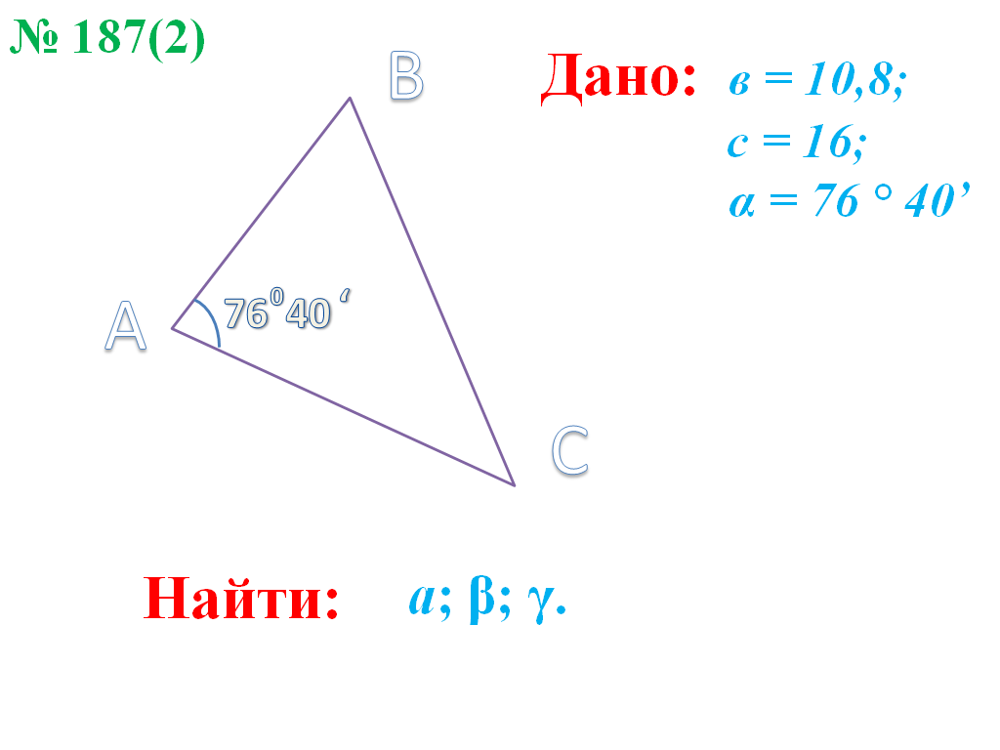 № 187(2)
B
Дано: в = 10,8;
с = 16;
α = 76 ° 40’
A
76⁰40‘
C
Найти: а; β; γ.